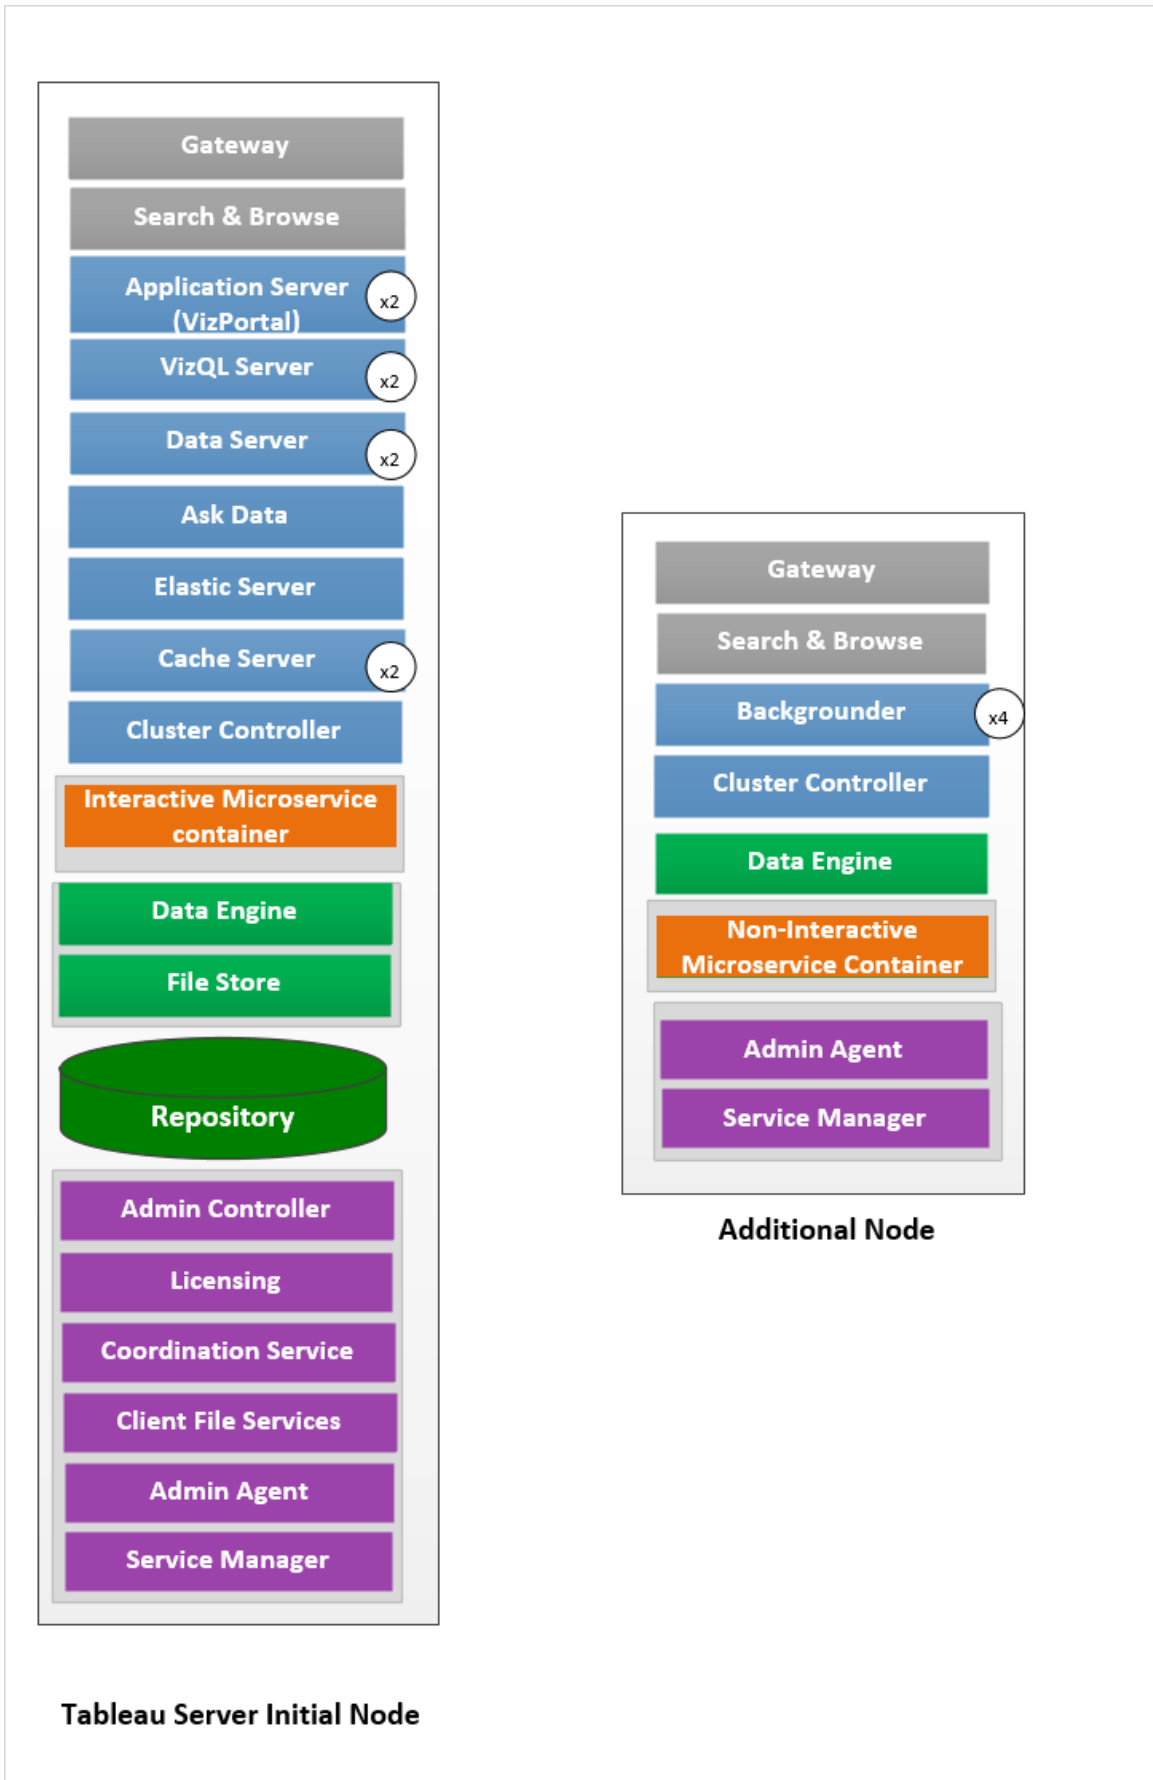 Gateway
Search & Browse
Application Server
(VizPortal)
x2
VizQL Server
x2
Data Server
x2
Ask Data
Elastic Server
Cache Server
x2
Cluster Controller
Interactive Microservice
container
Data Engine
File Store
Repository
Admin Controller
Licensing
Coordination Service
Client File Services
Admin Agent
Service Manager
Tableau Server Initial Node
Gateway
Search & Browse
Backgrounder
x4
Cluster Controller
Data Engine
Non-Interactive
Microservice Container
Admin Agent
Service Manager
Additional Node